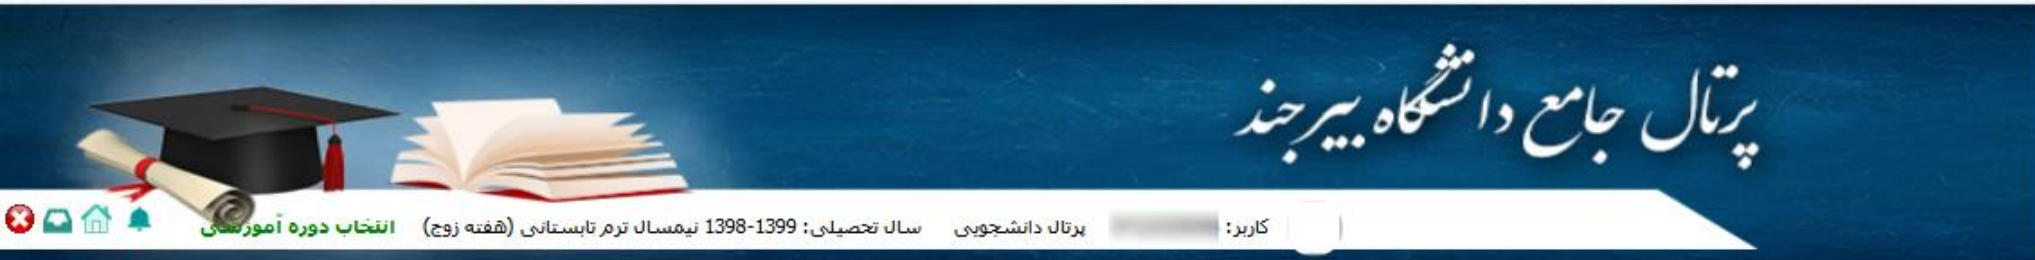 پرتال جامع دانشگاه بیرجند
کاربر: پرتال دانشجویی سال تحصیلی: 1399-1398 نیمسال ترم تابستانی (هفته زوج) انتخاب دوره آموزشی